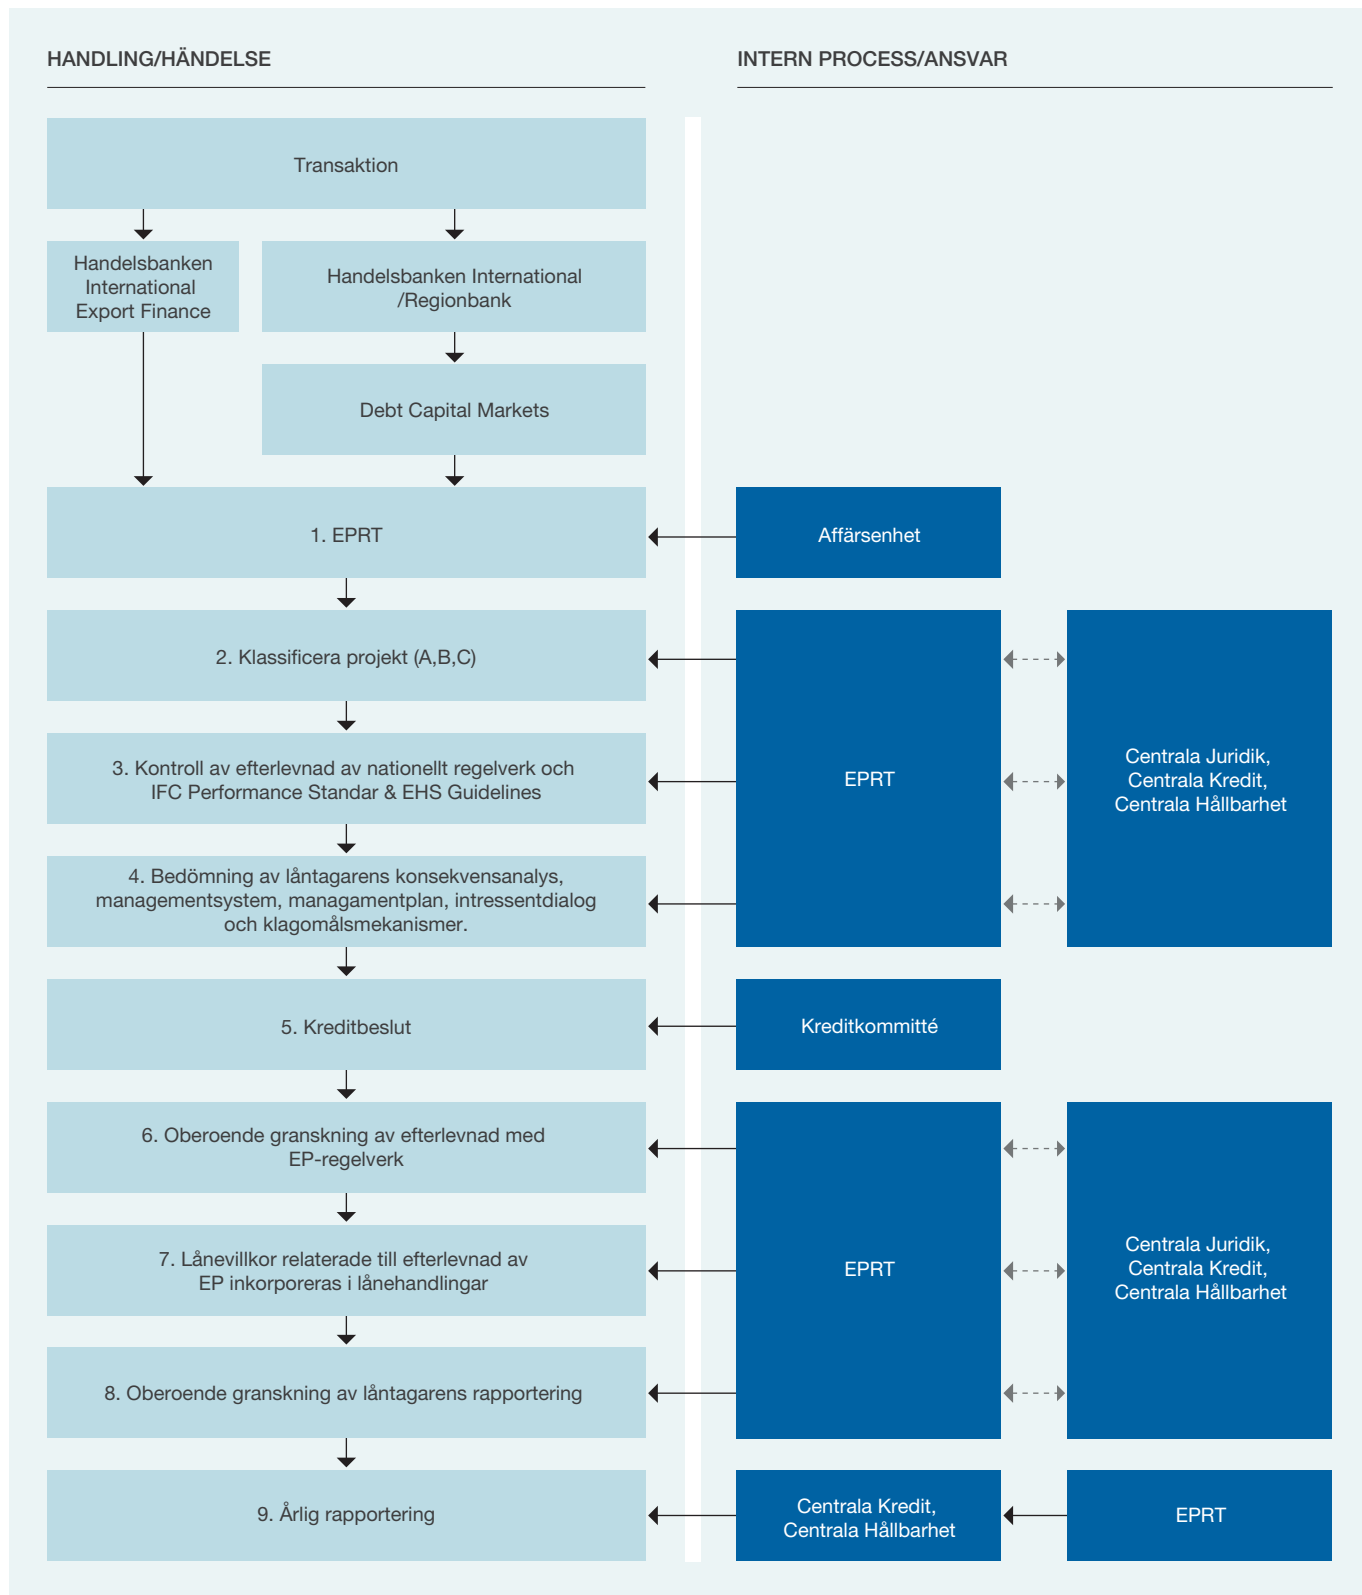 HANDLING/HÄNDELSE
INTERN PROCESS/ANSVAR
Transaktion
Handelsbanken
International
Export Finance
Handelsbanken International
/Regionbank
Debt Capital Markets
1. EPRT
Affärsenhet
2. Klassificera projekt (A,B,C)
3. Kontroll av efterlevnad av nationellt regelverk och
IFC Performance Standar & EHS Guidelines
4. Bedömning av låntagarens konsekvensanalys,
managementsystem, managamentplan, intressentdialog
och klagomålsmekanismer.
EPRT
Centrala Juridik,
Centrala Kredit,
Centrala Hållbarhet
5. Kreditbeslut
Kreditkommitté
6. Oberoende granskning av efterlevnad med
EP-regelverk
7. Lånevillkor relaterade till efterlevnad av
EP inkorporeras i lånehandlingar
8. Oberoende granskning av låntagarens rapportering
EPRT
Centrala Juridik,
Centrala Kredit,
Centrala Hållbarhet
9. Årlig rapportering
Centrala Kredit,
Centrala Hållbarhet
EPRT